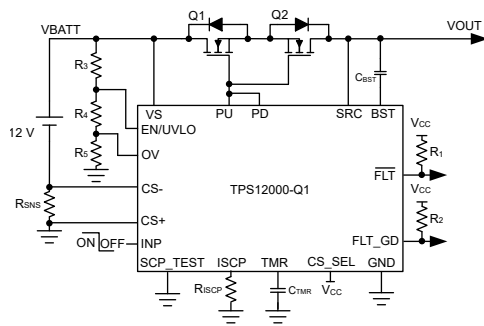 Q1 Q2
VBATT VOUT
R3 CBST
VS PU PD SRC BST
R4 EN/UVLO VCC
12 V R5 OV R1
FLT
CS- TPS12000-Q1 VCC
RSNS
CS+ R2
ON OFF INP FLT_GD
SCP_TEST ISCP TMR CS_SEL GND
RISCP CTMR VCC